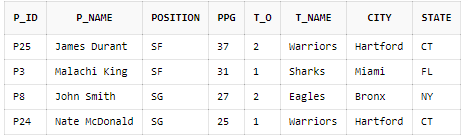 P_ID P_NAME POSITION PPG T_O T_NAME CITY STATE
P25 James Durant SF 37 2 Warriors Hartford CT
P3 Malachi King SF 31 1 Sharks Miami FL
P8 John Smith SG 27 2 Eagles Bronx NY
P24 Nate McDonald SG 25 1 Warriors Hartford CT